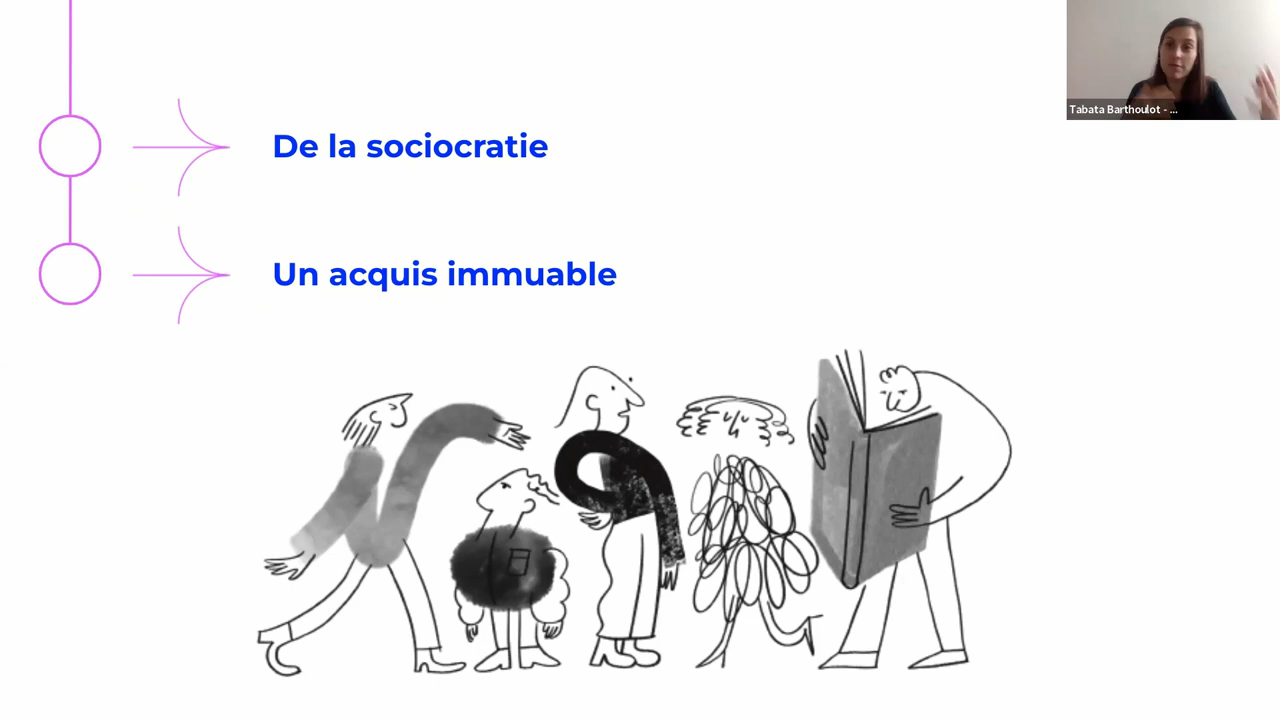 Tabata Barthoulot - ...
De la sociocratie
Un acquis immuable